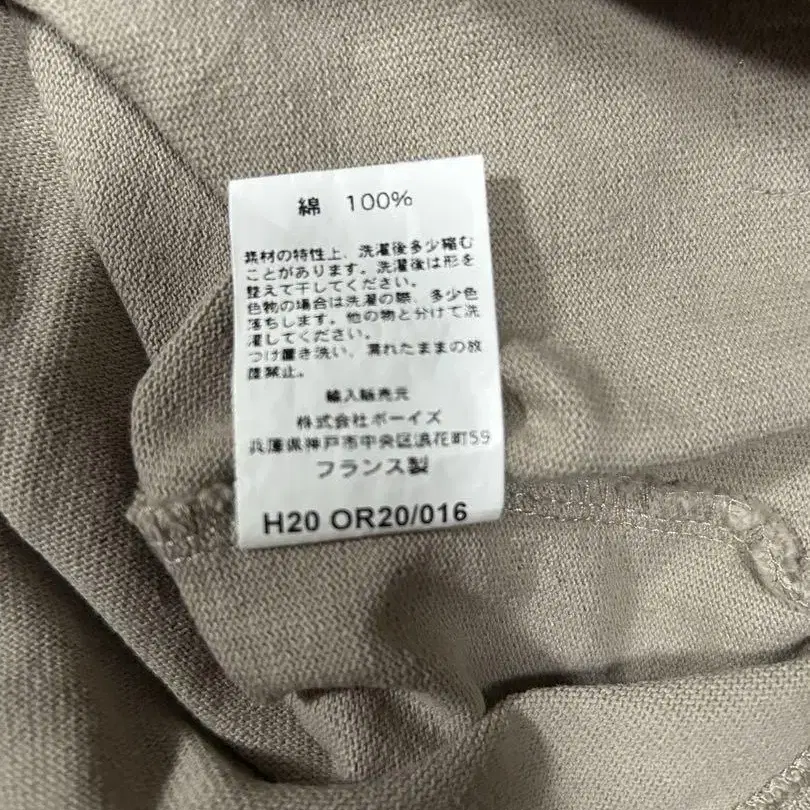 綿 100%
素材の特性上、洗濯後多少縮む
ことがあります。洗濯後は形を
整えて干してください。
色物の場合は洗濯の際、多少色
落ちします。他の物と分けて洗
濯してください。
つけ置き洗い、濡れたままの放
置禁止。
輸入販売元
株式会社ボーイズ
兵庫県神戸市中央区浪花町59
フランス製
H20 OR20/016